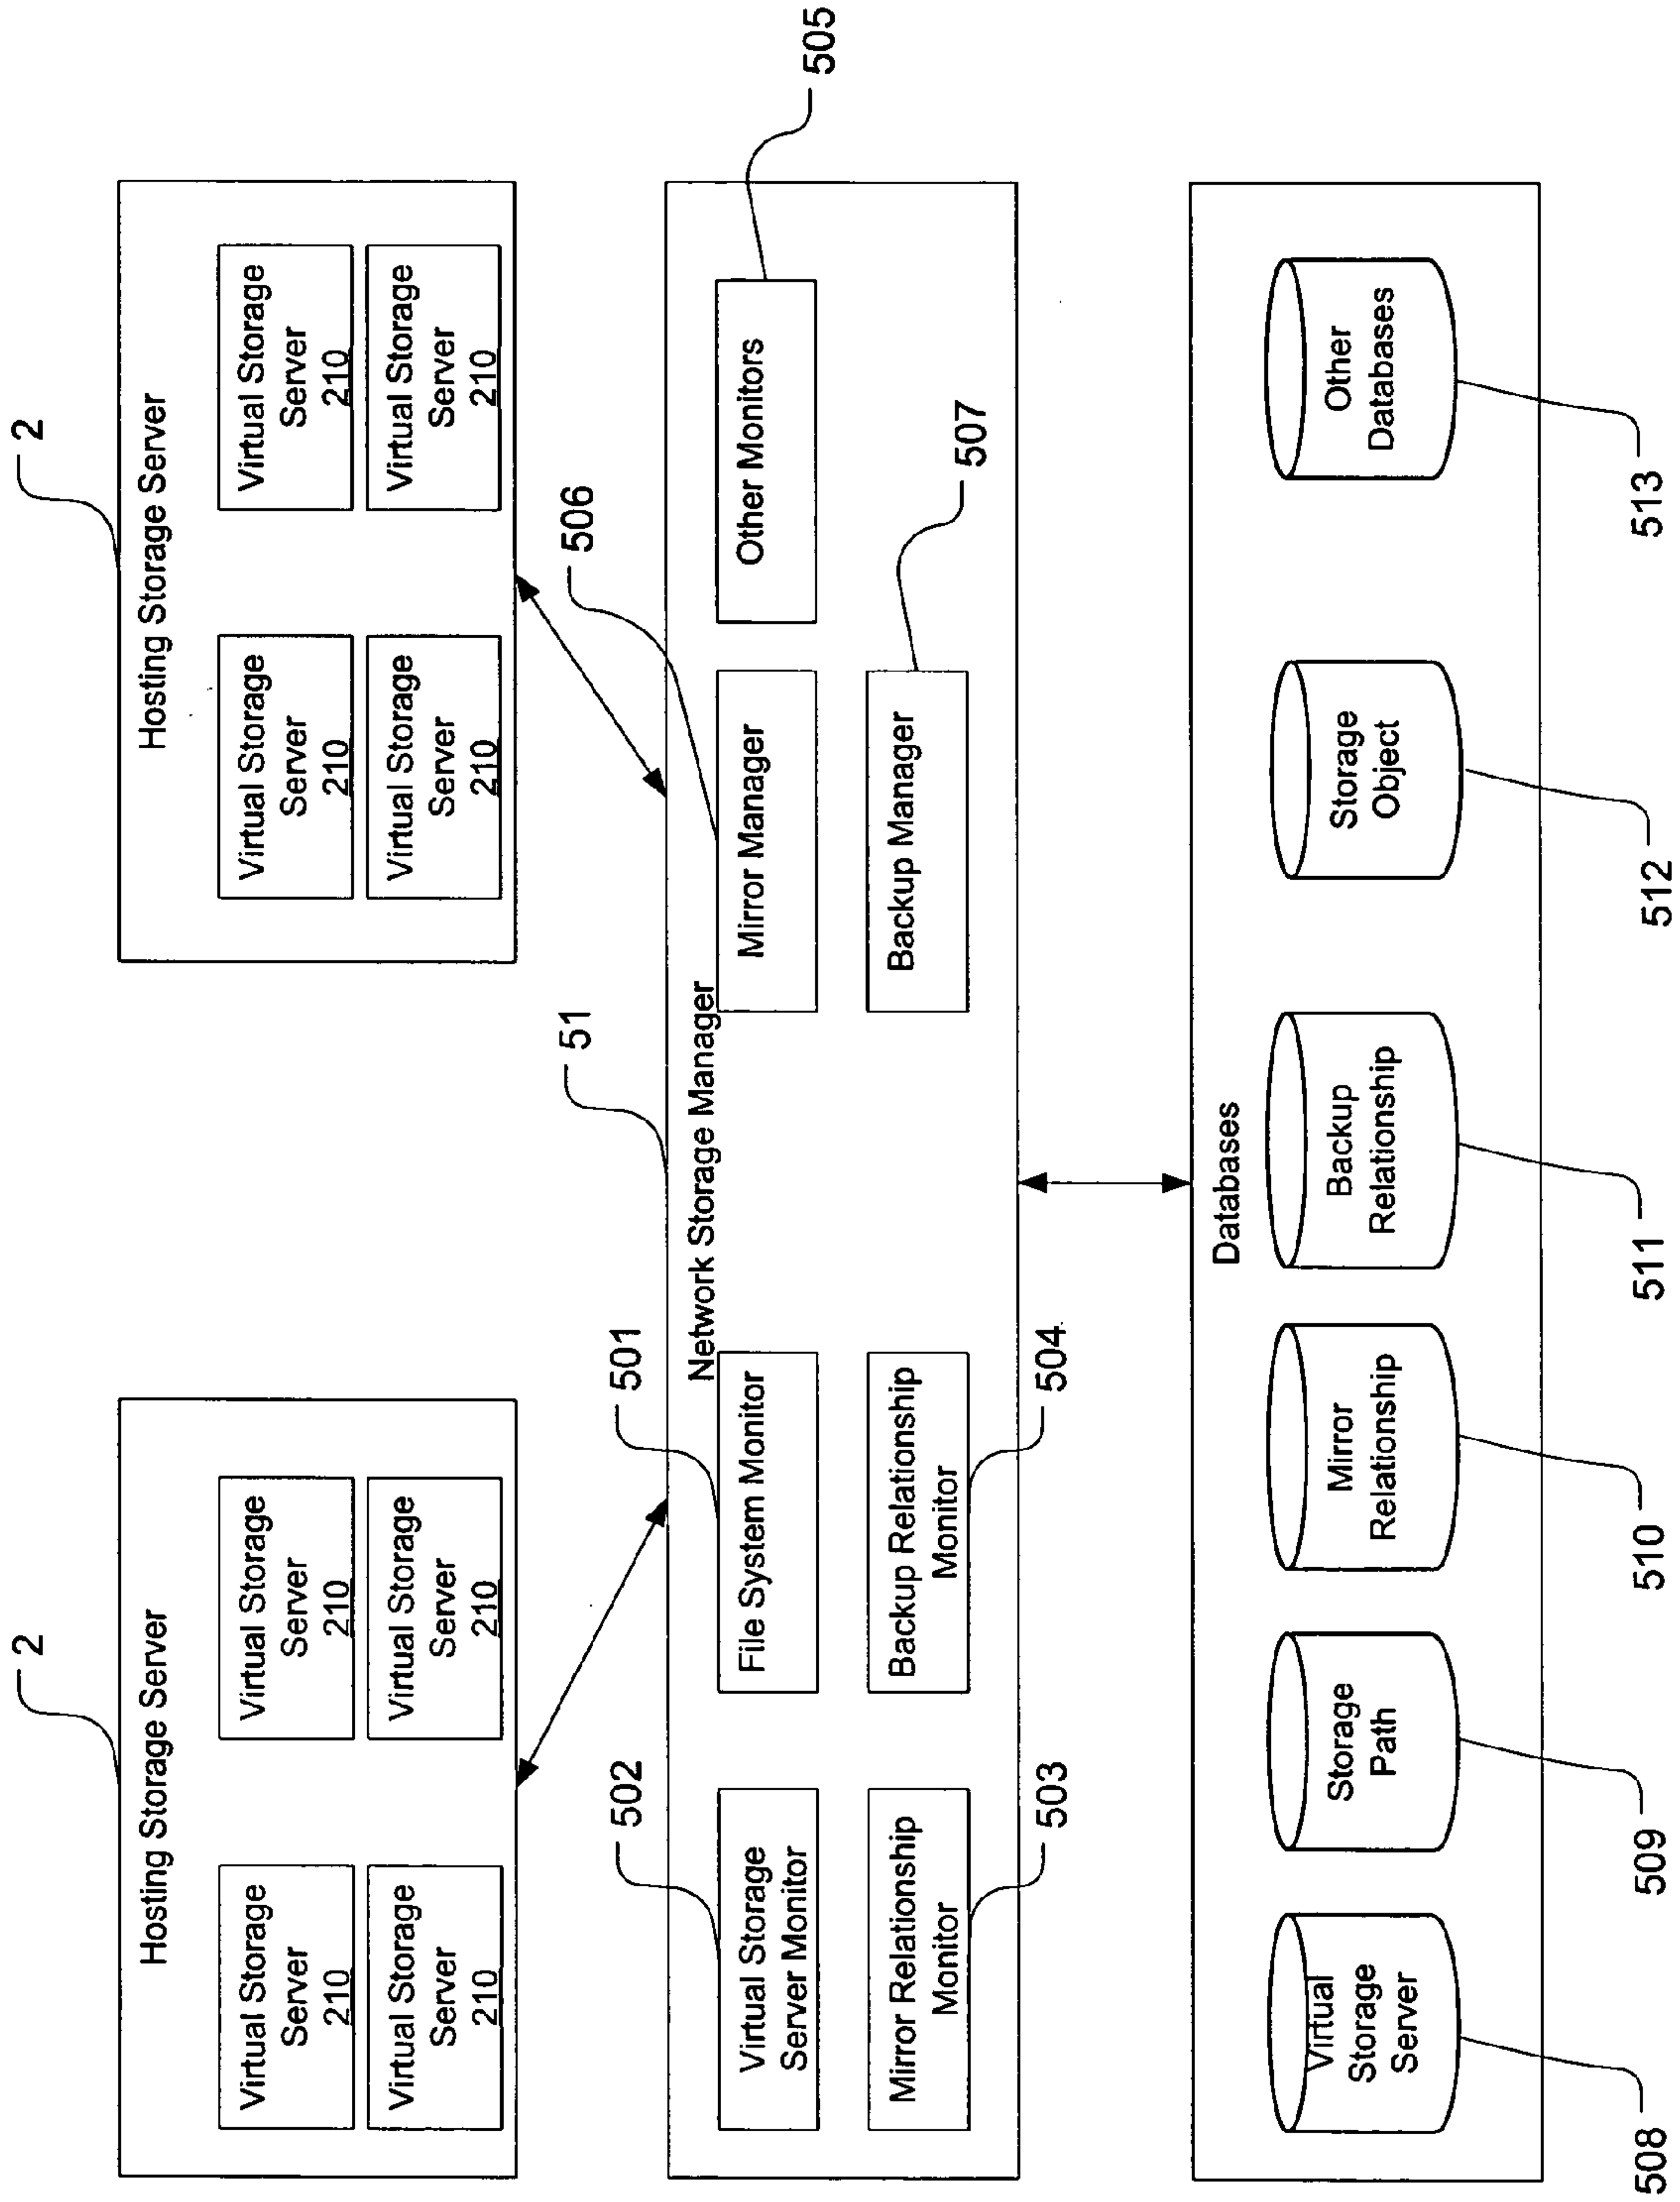 2
2
Hosting Storage Server
Hosting Storage Server
Virtual Storage
Server
210
Virtual Storage
Server
210
Virtual Storage
Server
210
Virtual Storage
Server
210
Virtual Storage
Server
210
Virtual Storage
Server
210
Virtual Storage
Server
210
Virtual Storage
Server
210
502
501
51
506
505
Network Storage Manager
Virtual Storage
Server Monitor
File System Monitor
Mirror Manager
Other Monitors
Mirror Relationship
Monitor
Backup Relationship
Monitor
Backup Manager
503
504
507
Databases
Virtual
Storage
Server
Storage
Path
Mirror
Relationship
Backup
Relationship
Storage
Object
Other
Databases
508
509
510
511
512
513